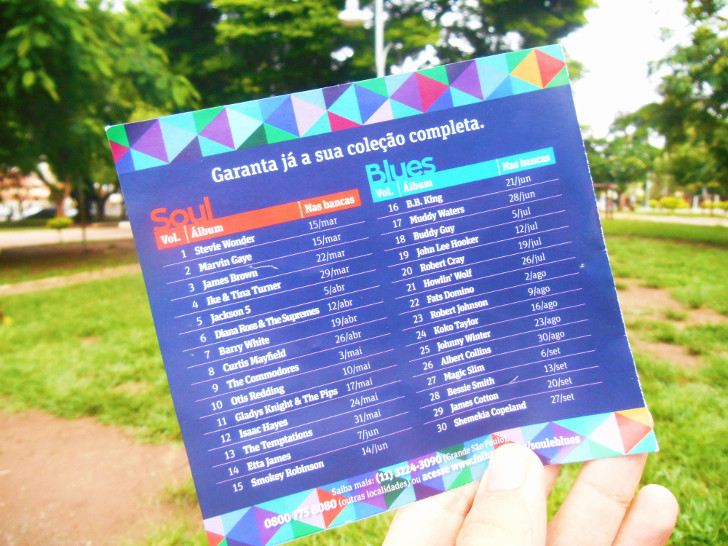 Garanta já a sua coleção completa.
Soul
Vol. | Álbum | Nas bancas
1 Stevie Wonder 15/mar
2 Marvin Gaye 15/mar
3 James Brown 22/mar
4 Ike & Tina Turner 29/mar
5 Jackson 5 5/abr
6 Diana Ross & The Supremes 12/abr
7 Barry White 19/abr
8 Curtis Mayfield 26/abr
9 The Commodores 3/mai
10 Otis Redding 10/mai
11 Gladys Knight & The Pips 17/mai
12 Isaac Hayes 24/mai
13 The Temptations 31/mai
14 Etta James 7/jun
15 Smokey Robinson 14/jun
Blues
Vol. | Álbum | Nas bancas
16 B.B. King 21/jun
17 Muddy Waters 28/jun
18 Buddy Guy 5/jul
19 John Lee Hooker 12/jul
20 Robert Cray 19/jul
21 Howlin' Wolf 26/jul
22 Fats Domino 2/ago
23 Robert Johnson 9/ago
24 Koko Taylor 16/ago
25 Johnny Winter 23/ago
26 Albert Collins 30/ago
27 Magic Slim 6/set
28 Bessie Smith 13/set
29 James Cotton 20/set
30 Shemekia Copeland 27/set
Saiba mais: (11) 3224-3090 (Grande São Paulo)
0800 775 8080 (outras localidades) ou acesse www.fol /souleblues